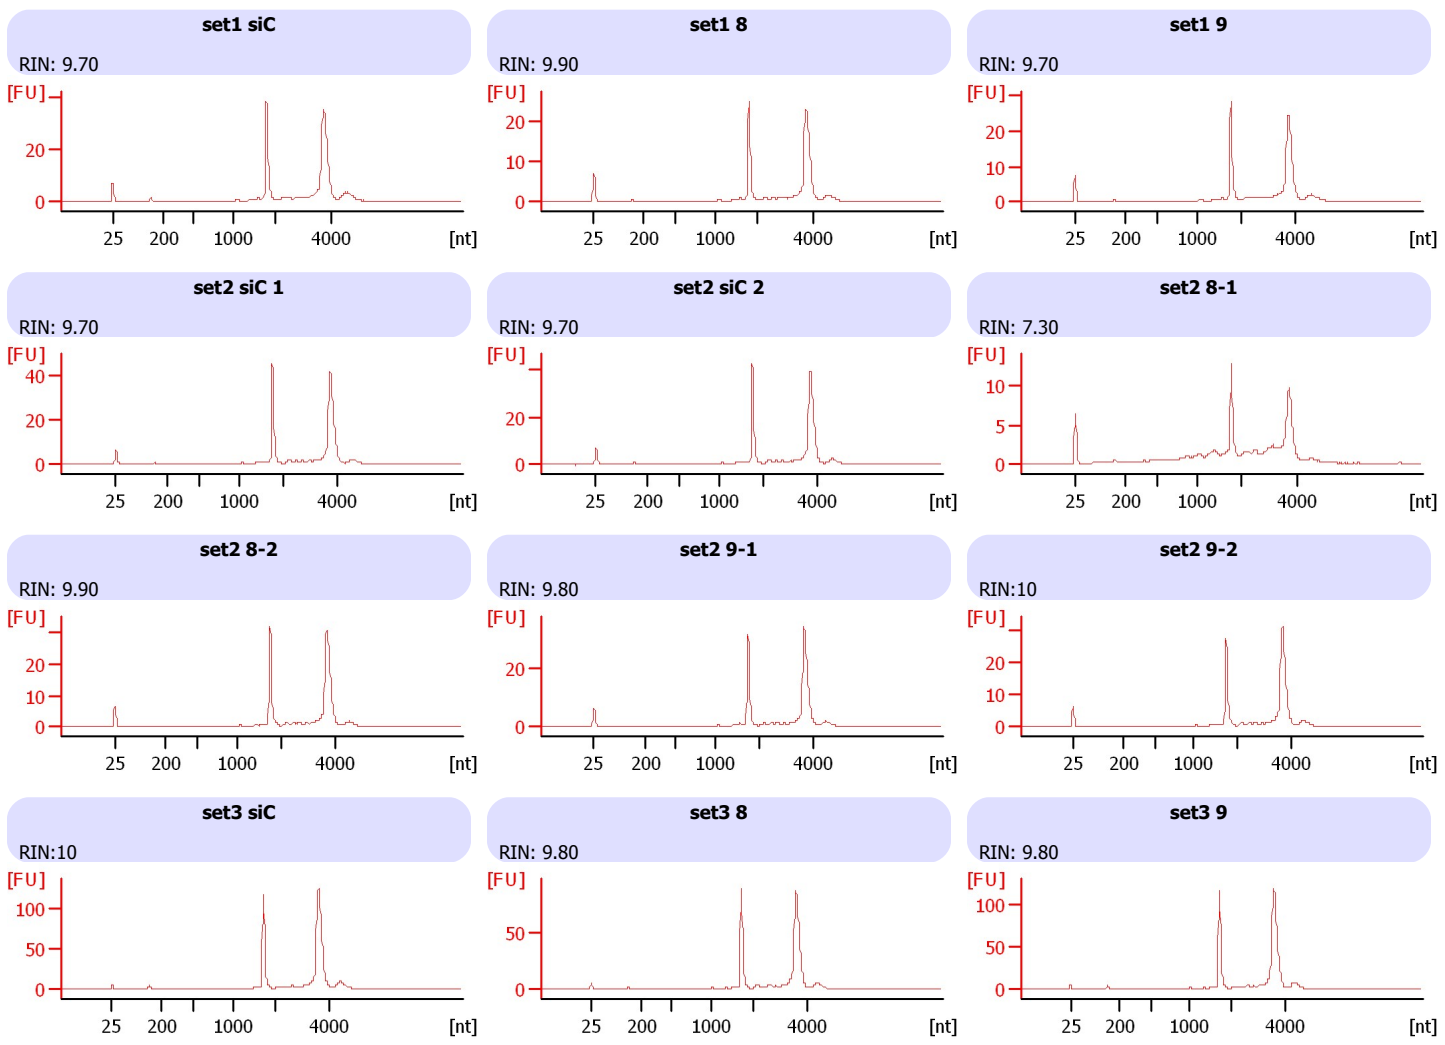 set1 siC
RIN: 9.70
[FU]
20
0
25 200 1000 4000 [nt]
set1 8
RIN: 9.90
[FU]
20
10
0
25 200 1000 4000 [nt]
set1 9
RIN: 9.70
[FU]
20
10
0
25 200 1000 4000 [nt]
set2 siC 1
RIN: 9.70
[FU]
40
20
0
25 200 1000 4000 [nt]
set2 siC 2
RIN: 9.70
[FU]
20
0
25 200 1000 4000 [nt]
set2 8-1
RIN: 7.30
[FU]
10
5
0
25 200 1000 4000 [nt]
set2 8-2
RIN: 9.90
[FU]
20
10
0
25 200 1000 4000 [nt]
set2 9-1
RIN: 9.80
[FU]
20
0
25 200 1000 4000 [nt]
set2 9-2
RIN:10
[FU]
20
10
0
25 200 1000 4000 [nt]
set3 siC
RIN:10
[FU]
100
50
0
25 200 1000 4000 [nt]
set3 8
RIN: 9.80
[FU]
50
0
25 200 1000 4000 [nt]
set3 9
RIN: 9.80
[FU]
100
50
0
25 200 1000 4000 [nt]